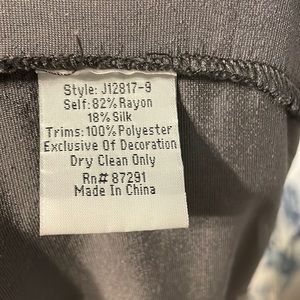 Style: J12817-9
Self: 82% Rayon
18% Silk
Trims: 100% Polyester
Exclusive Of Decoration
Dry Clean Only
Rn# 87291
Made In China